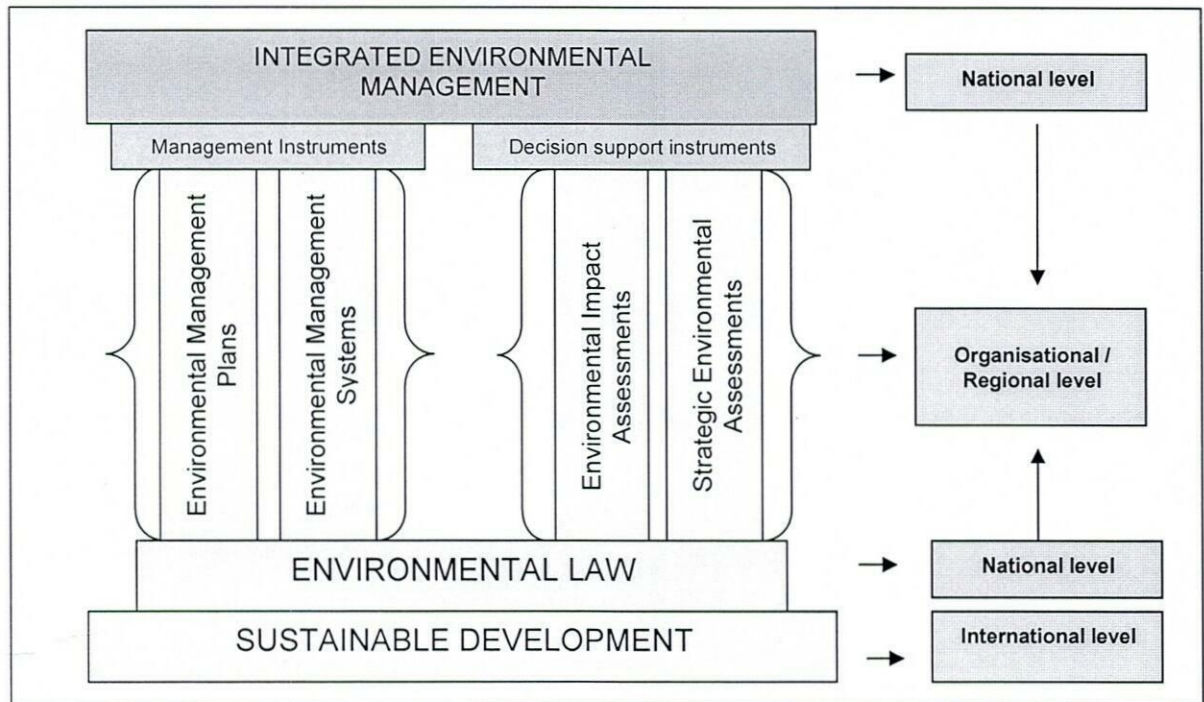 INTEGRATED ENVIRONMENTAL
MANAGEMENT
National level
Management Instruments
Decision support instruments
Environmental Management
Plans
Environmental Management
Systems
Environmental Impact
Assessments
Strategic Environmental
Assessments
Organisational /
Regional level
ENVIRONMENTAL LAW
National level
SUSTAINABLE DEVELOPMENT
International level